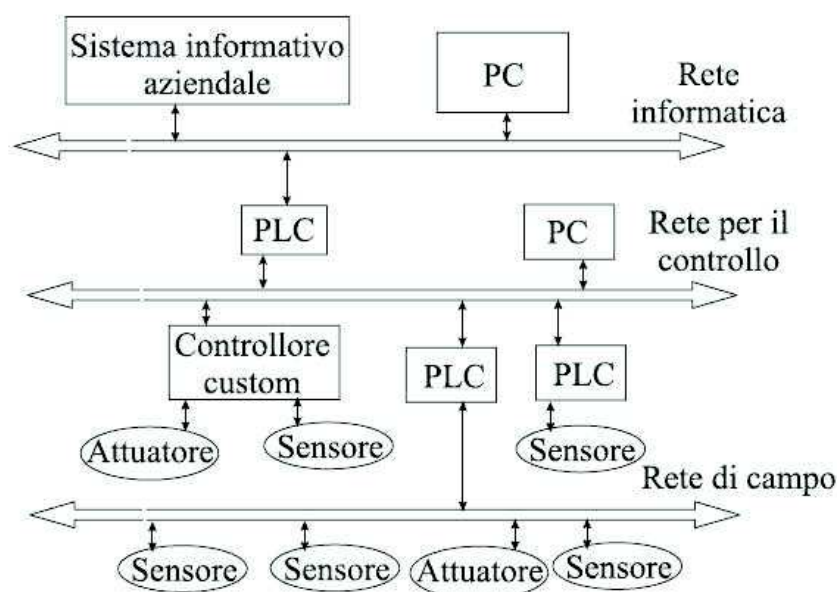 Sistema informativo
aziendale
PC
Rete
informatica
PLC
PC
Rete per il
controllo
Controllore
custom
PLC
PLC
Attuatore
Sensore
Sensore
Rete di campo
Sensore
Sensore
Attuatore
Sensore